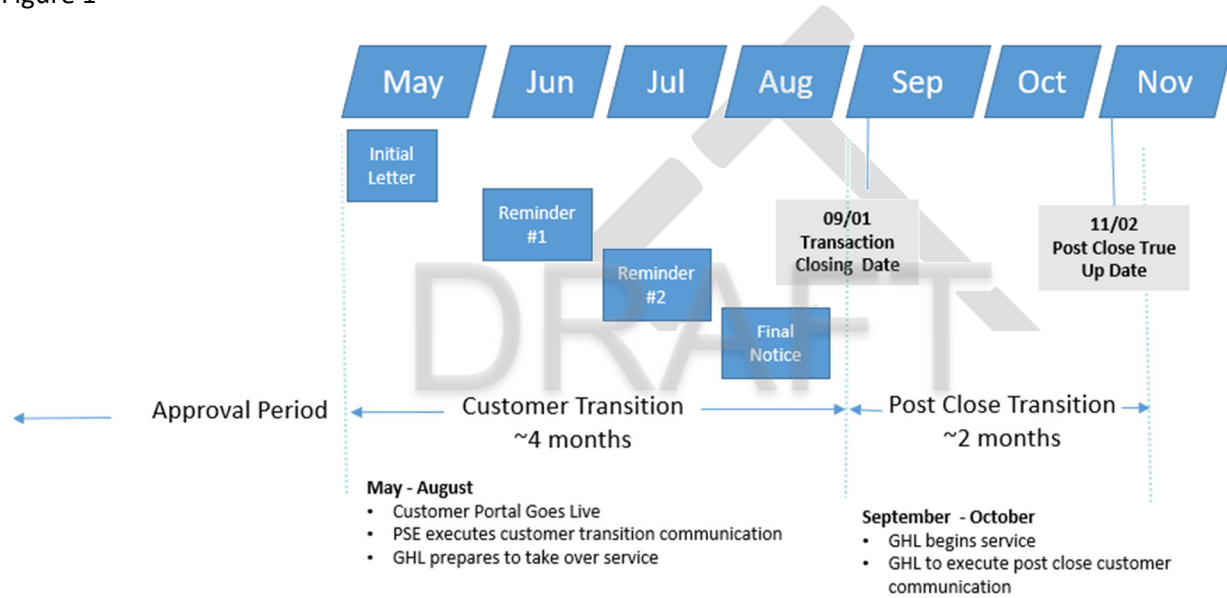 Figure 1
May Jun Jul Aug Sep Oct Nov
Initial
Letter
Reminder
#1
Reminder
#2
Final
Notice
09/01
Transaction
Closing Date
11/02
Post Close True
Up Date
DRAFT
Approval Period
Customer Transition
~4 months
Post Close Transition
~2 months
May - August
• Customer Portal Goes Live
• PSE executes customer transition communication
• GHL prepares to take over service
September - October
• GHL begins service
• GHL to execute post close customer
communication